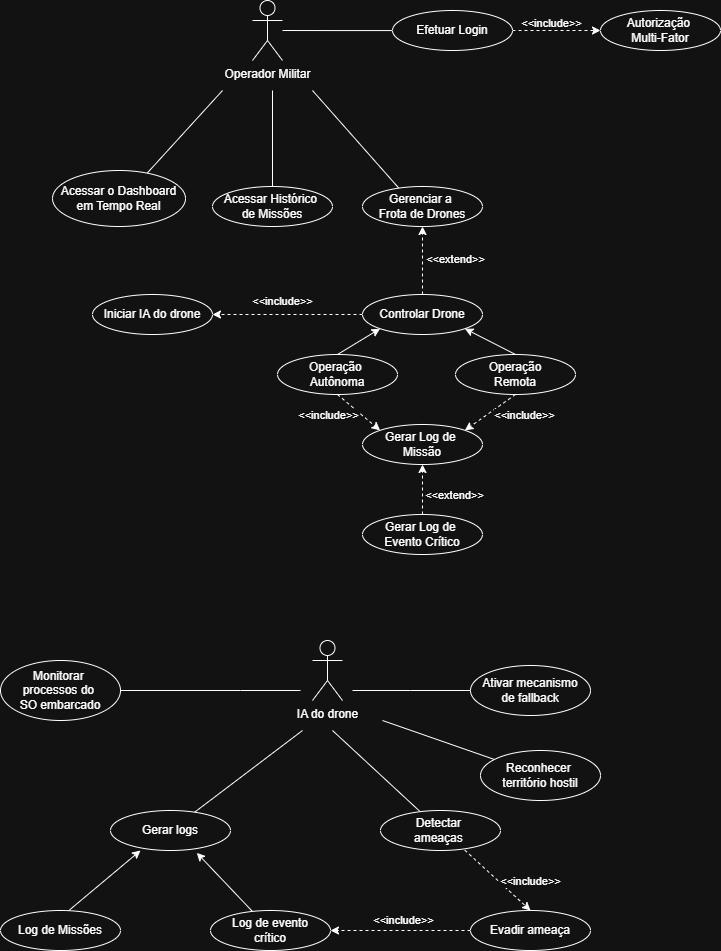 Efetuar Login
<<include>>
Autorização
Multi-Fator
Operador Militar
Acessar o Dashboard
em Tempo Real
Acessar Histórico
de Missões
Gerenciar a
Frota de Drones
<<extend>>
Iniciar IA do drone
<<include>>
Controlar Drone
Operação
Autônoma
Operação
Remota
<<include>>
<<include>>
Gerar Log de
Missão
<<extend>>
Gerar Log de
Evento Crítico
Monitorar
processos do
SO embarcado
IA do drone
Ativar mecanismo
de fallback
Reconhecer
território hostil
Gerar logs
Detectar
ameaças
<<include>>
Log de Missões
Log de evento
crítico
<<include>>
Evadir ameaça